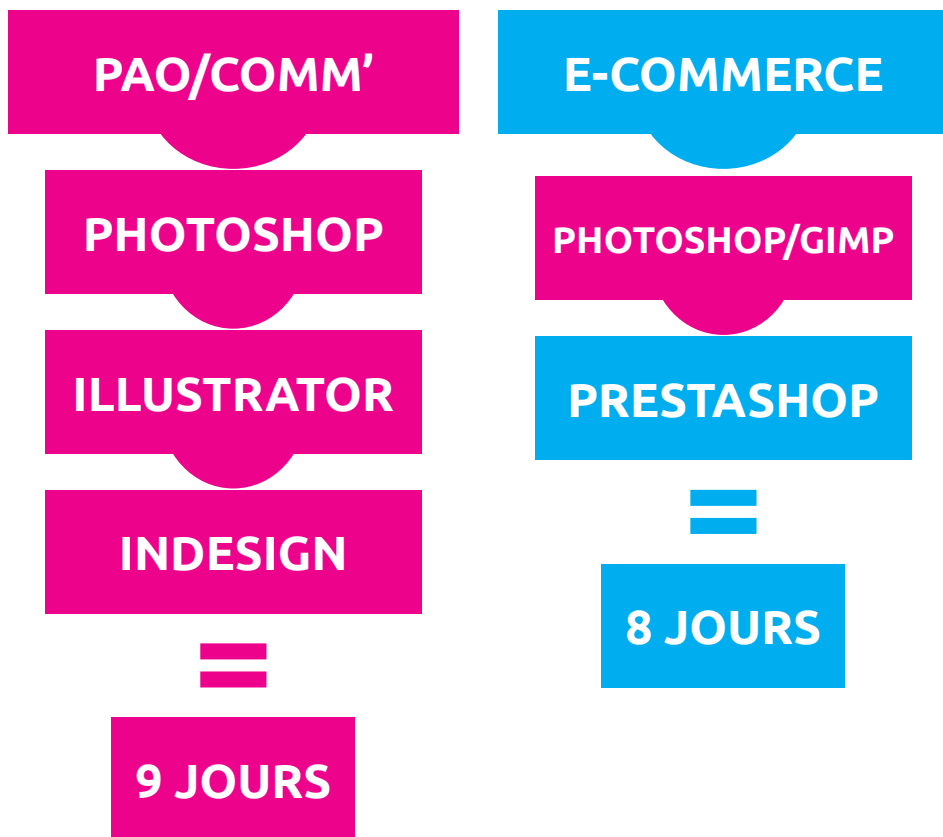 PAO/COMM’
PHOTOSHOP
ILLUSTRATOR
INDESIGN
=
9 JOURS
E-COMMERCE
PHOTOSHOP/GIMP
PRESTASHOP
=
8 JOURS